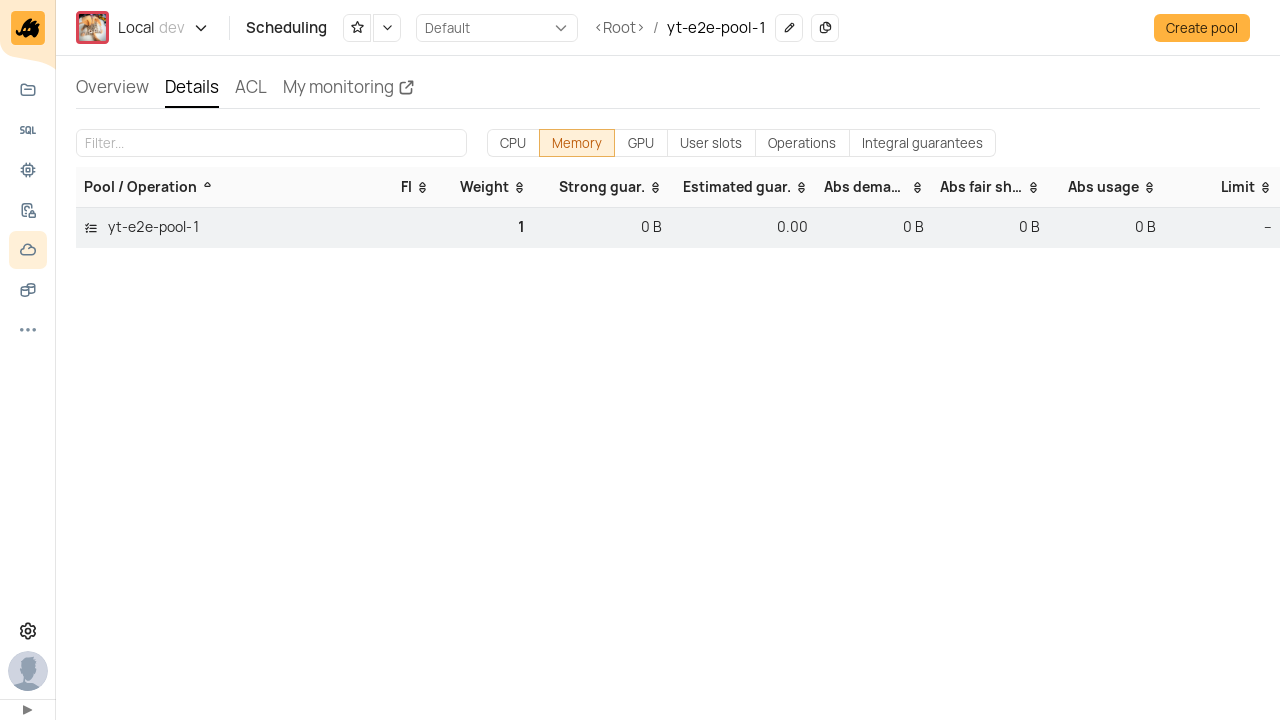 Local dev
Scheduling
Default
<Root> / yt-e2e-pool-1
Create pool
SQL
Overview Details ACL My monitoring
Filter...
CPU Memory GPU User slots Operations Integral guarantees
Pool / Operation FI Weight Strong guar. Estimated guar. Abs dema... Abs fair sh... Abs usage Limit
yt-e2e-pool-1 1 0 B 0.00 0 B 0 B 0 B –